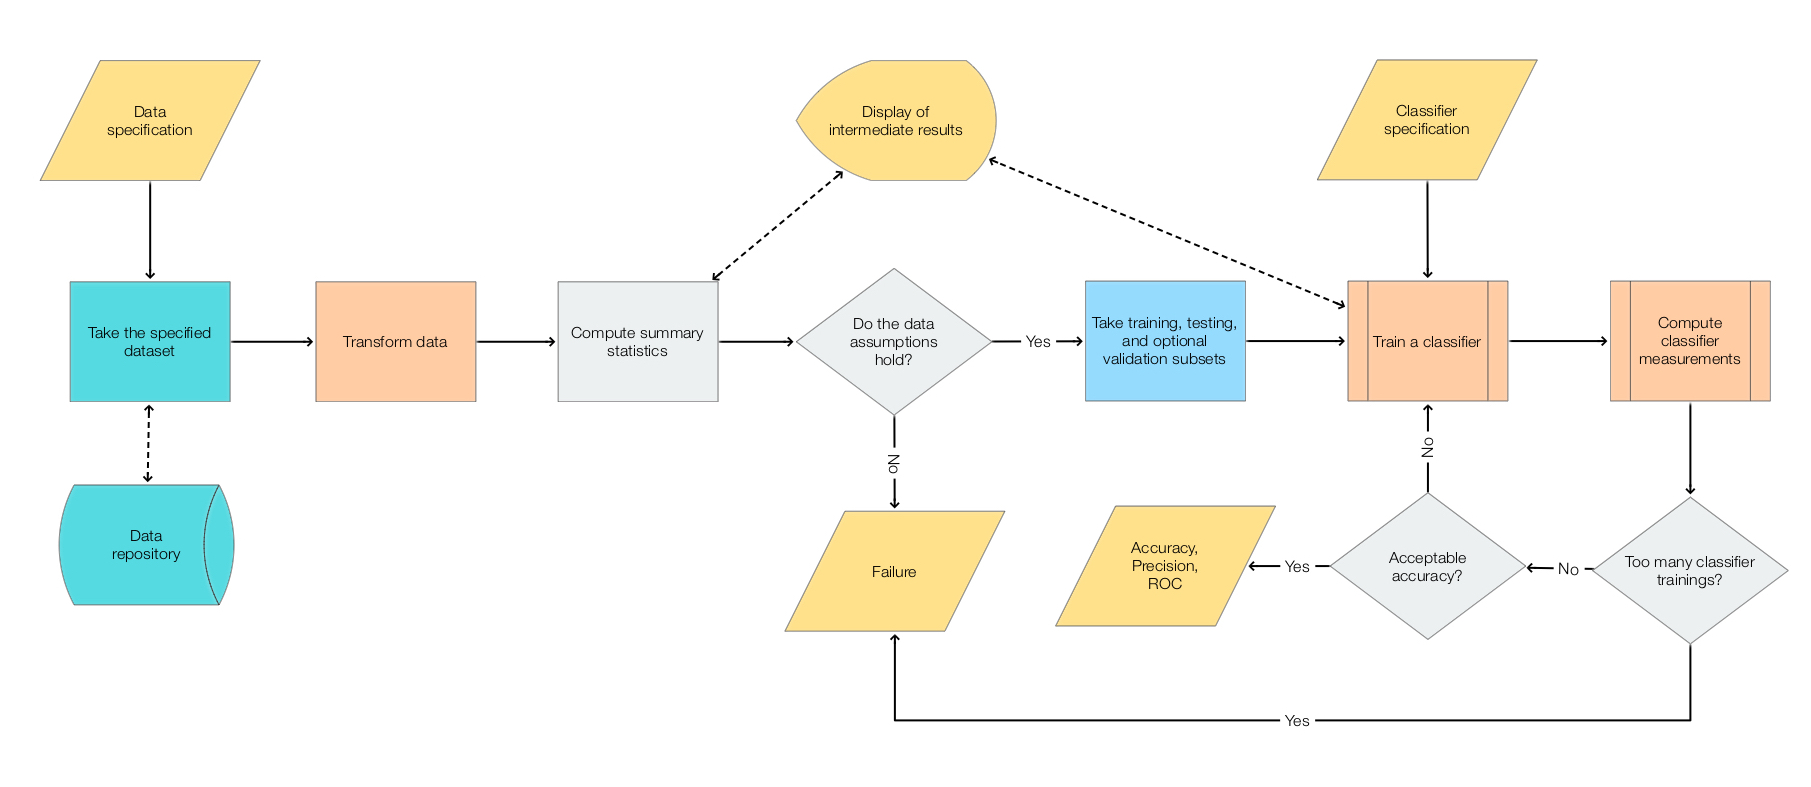 Data
specification
Display of
intermediate results
Classifier
specification
Take the specified
dataset
Transform data
Compute summary
statistics
Do the data
assumptions
hold?
Yes
Take training, testing,
and optional
validation subsets
Train a classifier
Compute
classifier
measurements
No
No
Data
repository
Failure
Accuracy,
Precision,
ROC
Yes
Acceptable
accuracy?
No
Too many classifier
trainings?
Yes